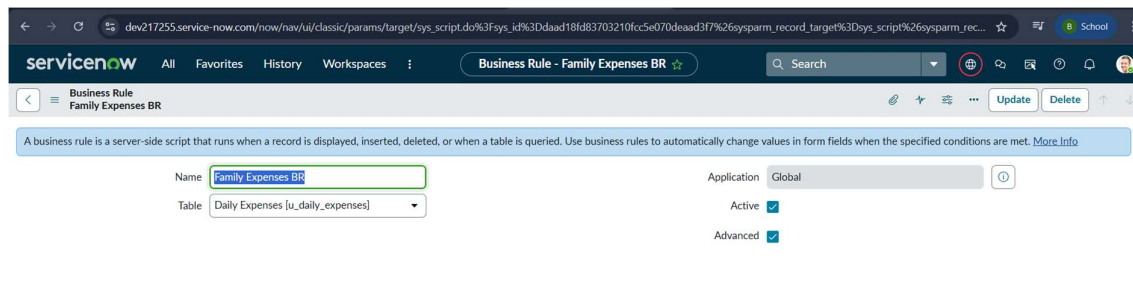 dev217255.service-now.com/now/nav/ui/classic/params/target/sys_script.do%3Fsys_id%3Ddaad18fd83703210fcc5e070deaad3f7%26sysparm_record_target%3Dsys_script%26sysparm_rec... B School
servicenow All Favorites History Workspaces Business Rule - Family Expenses BR Search
Business Rule
Family Expenses BR Update Delete
A business rule is a server-side script that runs when a record is displayed, inserted, deleted, or when a table is queried. Use business rules to automatically change values in form fields when the specified conditions are met. More Info
Name Family Expenses BR Application Global
Table Daily Expenses [u_daily_expenses] Active
Advanced